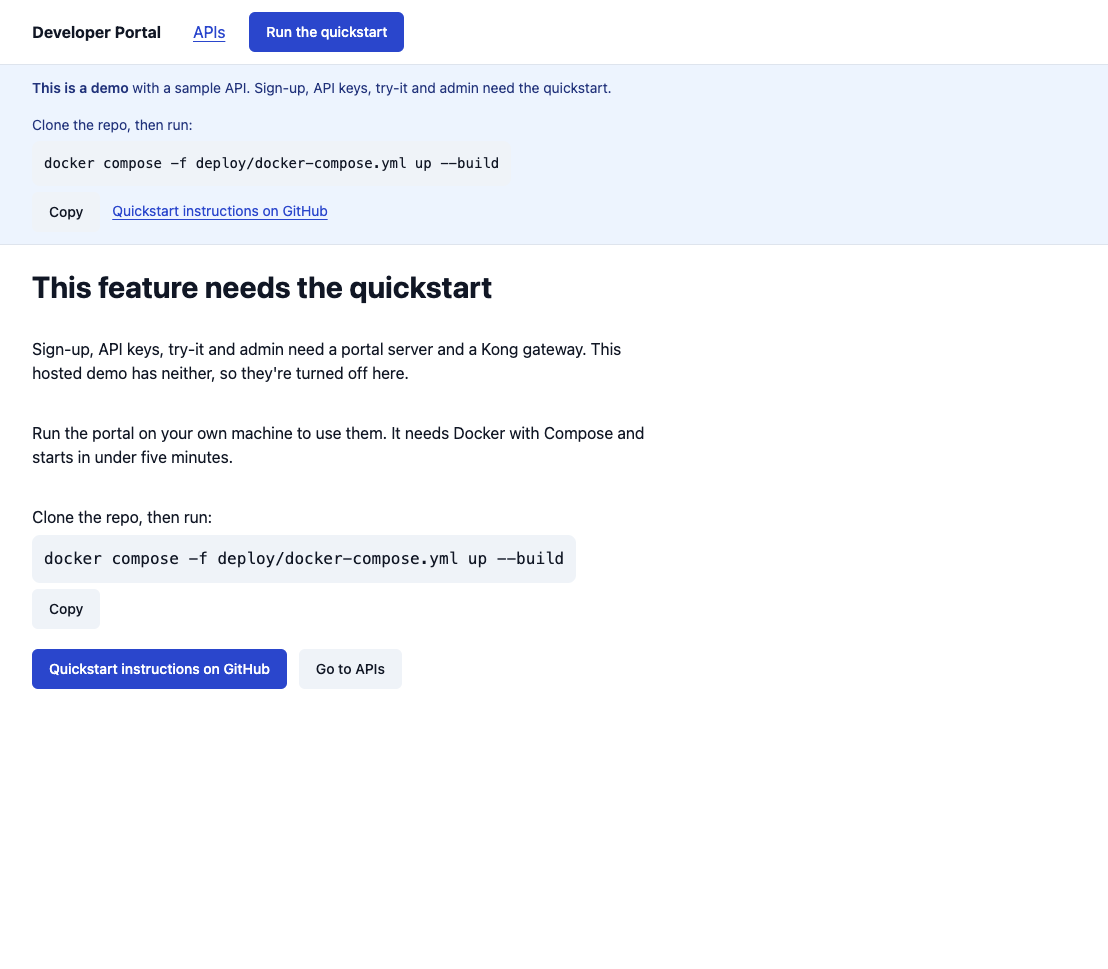 Developer Portal APIs Run the quickstart
This is a demo with a sample API. Sign-up, API keys, try-it and admin need the quickstart.
Clone the repo, then run:
docker compose -f deploy/docker-compose.yml up --build
Copy Quickstart instructions on GitHub
This feature needs the quickstart
Sign-up, API keys, try-it and admin need a portal server and a Kong gateway. This
hosted demo has neither, so they're turned off here.
Run the portal on your own machine to use them. It needs Docker with Compose and
starts in under five minutes.
Clone the repo, then run:
docker compose -f deploy/docker-compose.yml up --build
Copy
Quickstart instructions on GitHub Go to APIs